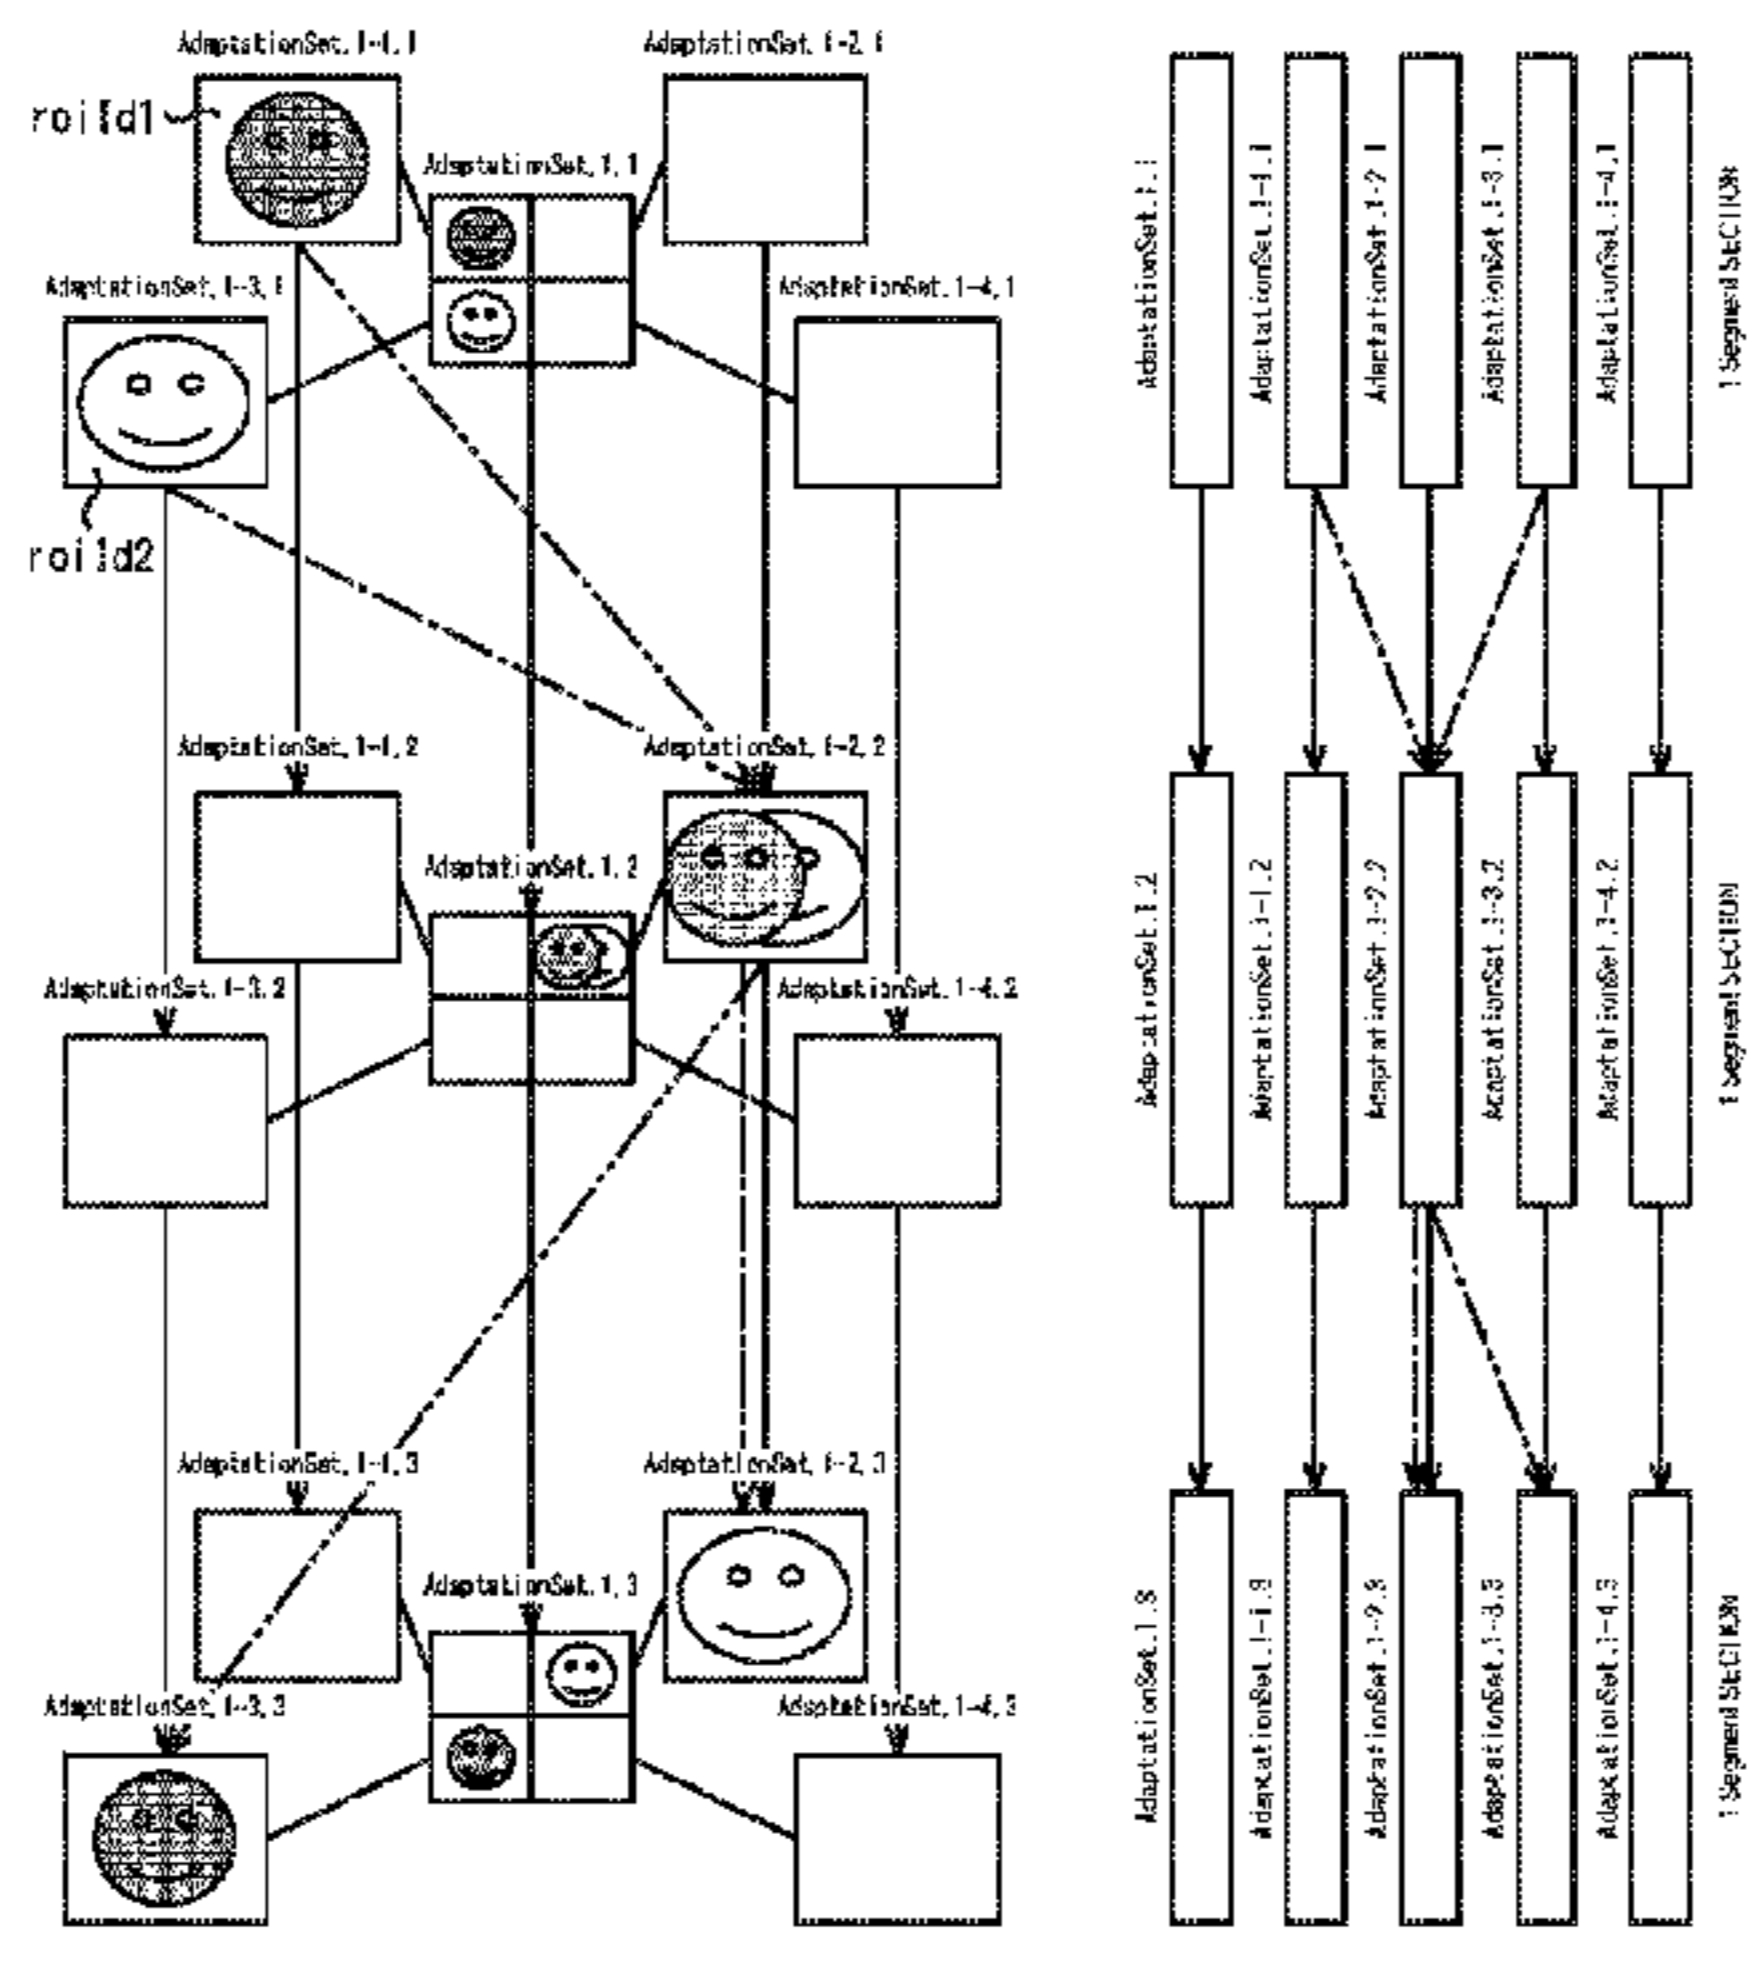 AdaptationSet.1-1.1
AdaptationSet.1-2.1
roiId1
AdaptationSet.1.1
AdaptationSet.1-3.1
AdaptationSet.1-4.1
roiId2
AdaptationSet.1-1.2
AdaptationSet.1-2.2
AdaptationSet.1.2
AdaptationSet.1-3.2
AdaptationSet.1-4.2
AdaptationSet.1-1.3
AdaptationSet.1-2.3
AdaptationSet.1.3
AdaptationSet.1-3.3
AdaptationSet.1-4.3
AdaptationSet.1.1
AdaptationSet.1-1.1
AdaptationSet.1-2.1
AdaptationSet.1-3.1
AdaptationSet.1-4.1
1 Segment SECTION
AdaptationSet.1.2
AdaptationSet.1-1.2
AdaptationSet.1-2.2
AdaptationSet.1-3.2
AdaptationSet.1-4.2
1 Segment SECTION
AdaptationSet.1.3
AdaptationSet.1-1.3
AdaptationSet.1-2.3
AdaptationSet.1-3.3
AdaptationSet.1-4.3
1 Segment SECTION